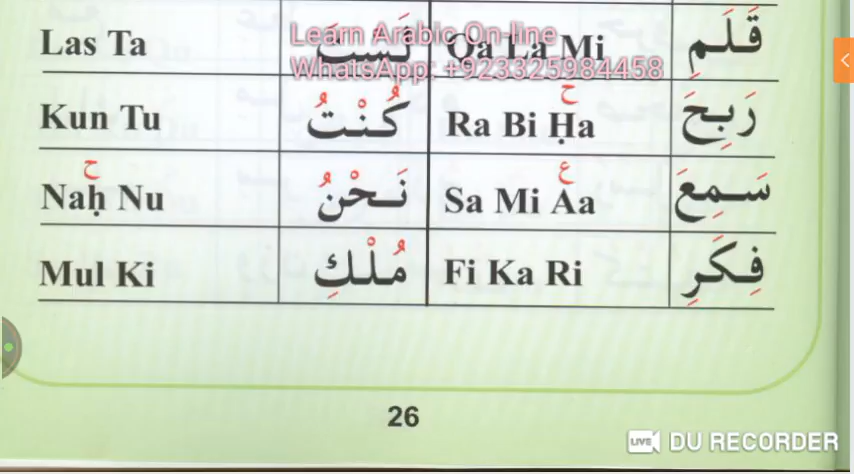 Learn Arabic On-line
WhatsApp: +923325984458
Las Ta لَسْتَ Qa La Mi قَلَمِ
ح
Kun Tu كُنْتُ Ra Bi Ḥa رَبِحَ
ح ع
Naḥ Nu نَحْنُ Sa Mi Aa سَمِعَ
Mul Ki مُلْكِ Fi Ka Ri فِكَرِ
26
LIVE DU RECORDER